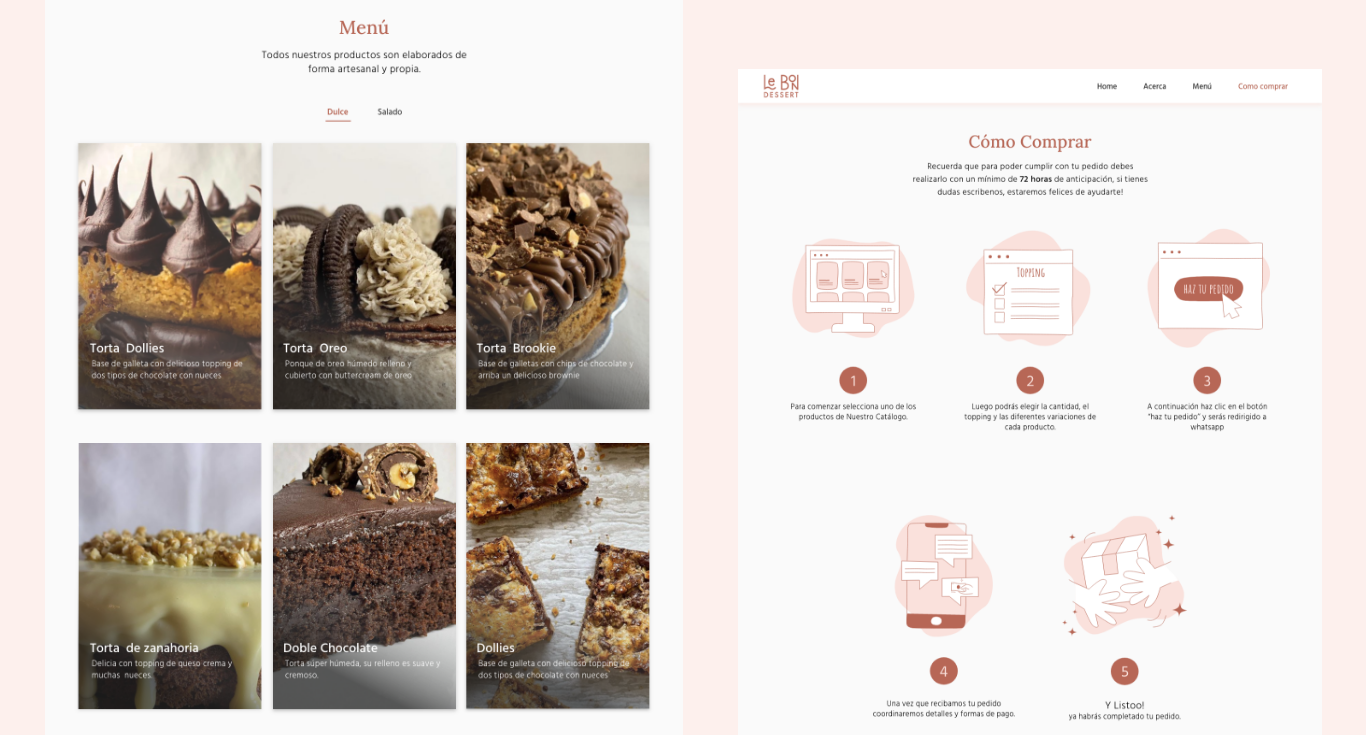 Menú
Todos nuestros productos son elaborados de
forma artesanal y propia.
Dulce
Salado
Torta Dollies
Base de galleta con delicioso topping de
dos tipos de chocolate con nueces
Torta Oreo
Ponque de oreo húmedo relleno y
cubierto con buttercream de oreo
Torta Brookie
Base de galletas con chips de chocolate y
arriba un delicioso brownie
Torta de zanahoria
Delicia con topping de queso crema y
muchas nueces
Doble Chocolate
Torta súper húmeda, su relleno es suave y
cremoso.
Dollies
Base de galleta con delicioso topping de
dos tipos de chocolate con nueces
DESSERT
Home
Acerca
Menú
Como comprar
Cómo Comprar
Recuerda que para poder cumplir con tu pedido debes
realizarlo con un mínimo de 72 horas de anticipación, si tienes
dudas escribenos, estaremos felices de ayudarte!
TOPPING
HAZ TU PEDIDO
1
Para comenzar selecciona uno de los
productos de Nuestro Catálogo.
2
Luego podrás elegir la cantidad, el
topping y las diferentes variaciones de
cada producto.
3
A continuación haz clic en el botón
"haz tu pedido" y serás redirigido a
whatsapp
4
Una vez que recibamos tu pedido
coordinaremos detalles y formas de pago.
5
Y Listoo!
ya habrás completado tu pedido.